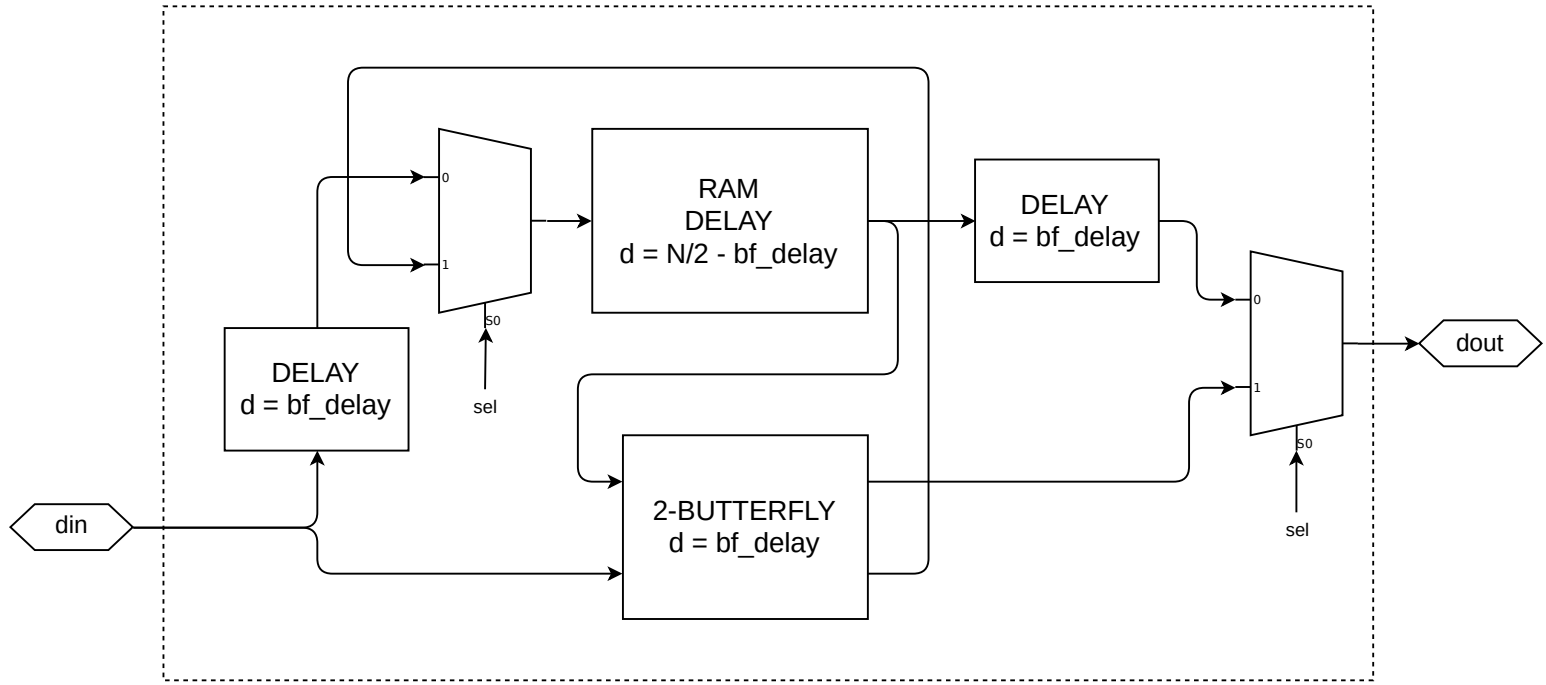 RAM
DELAY
d = N/2 - bf_delay
DELAY
d = bf_delay
0
1
S0
sel
DELAY
d = bf_delay
0
1
S0
sel
dout
din
2-BUTTERFLY
d = bf_delay